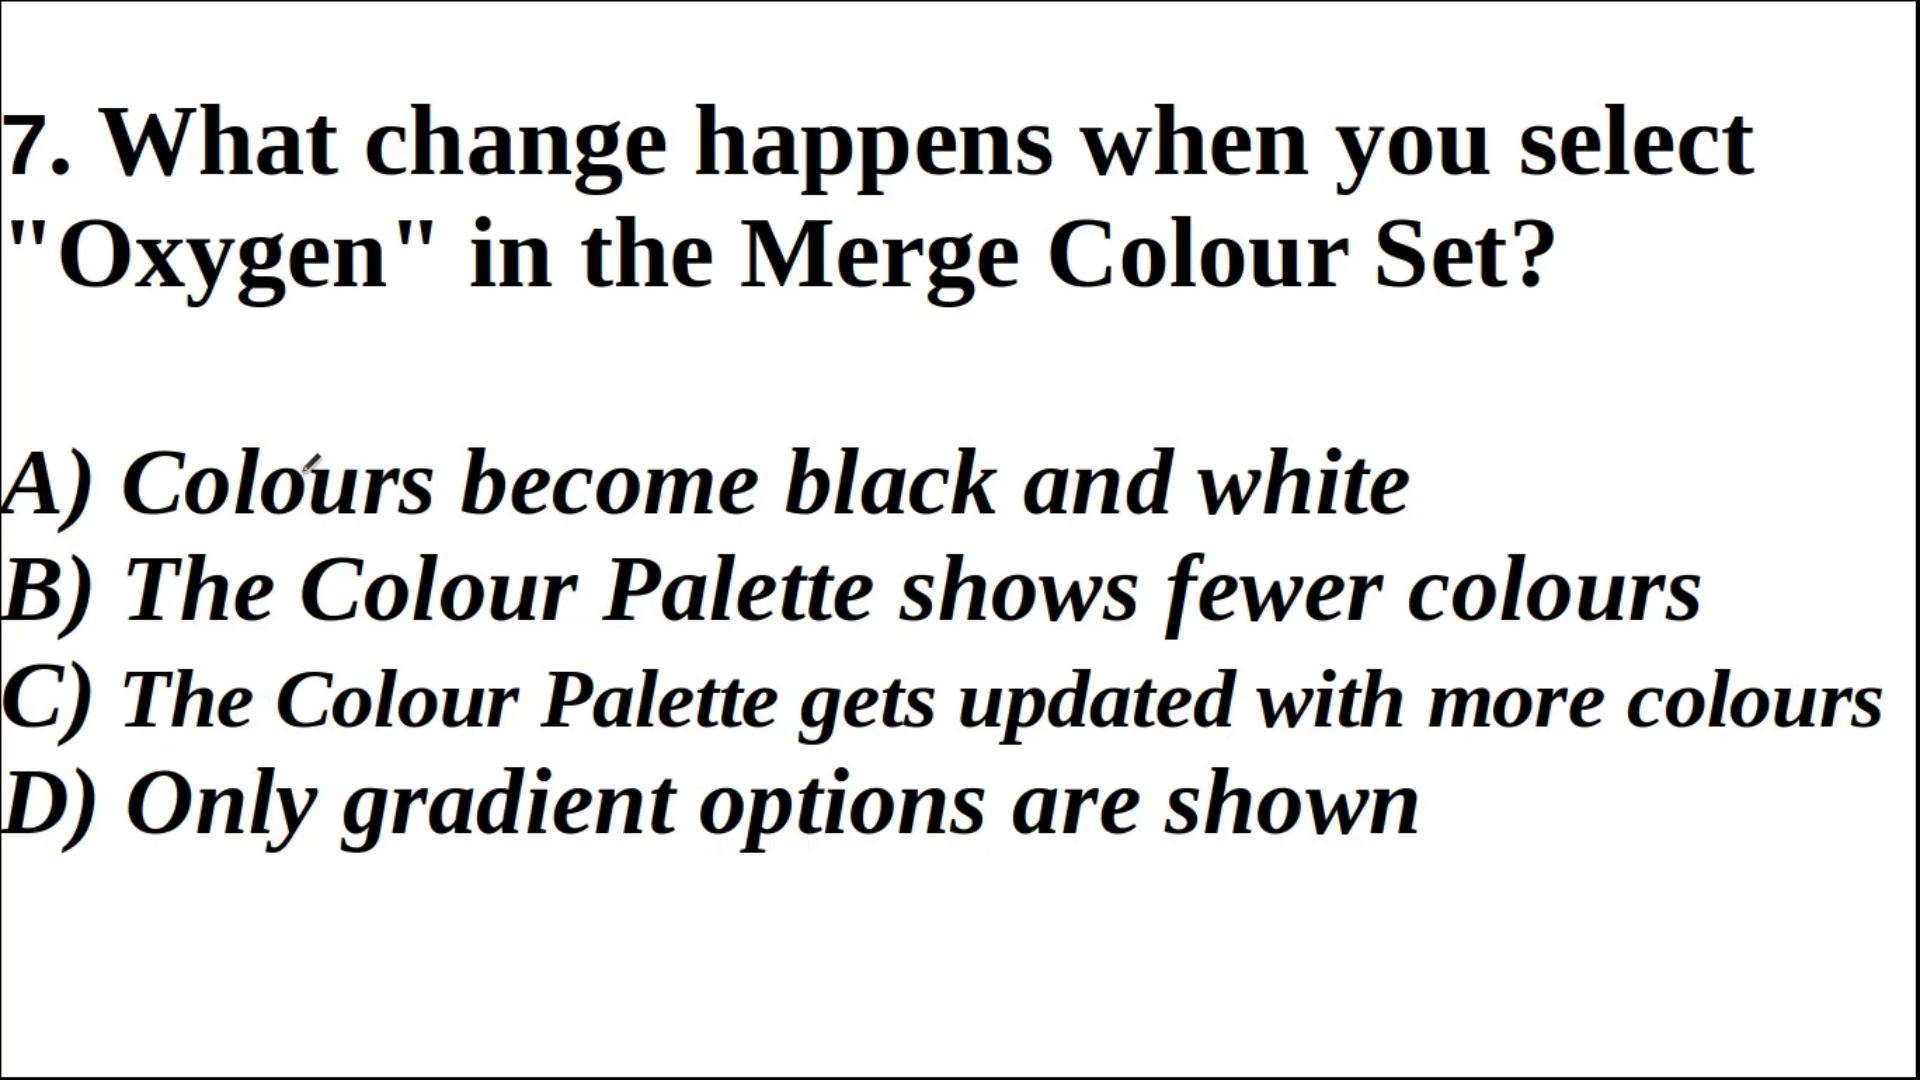 7. What change happens when you select
"Oxygen" in the Merge Colour Set?
A) Colours become black and white
B) The Colour Palette shows fewer colours
C) The Colour Palette gets updated with more colours
D) Only gradient options are shown